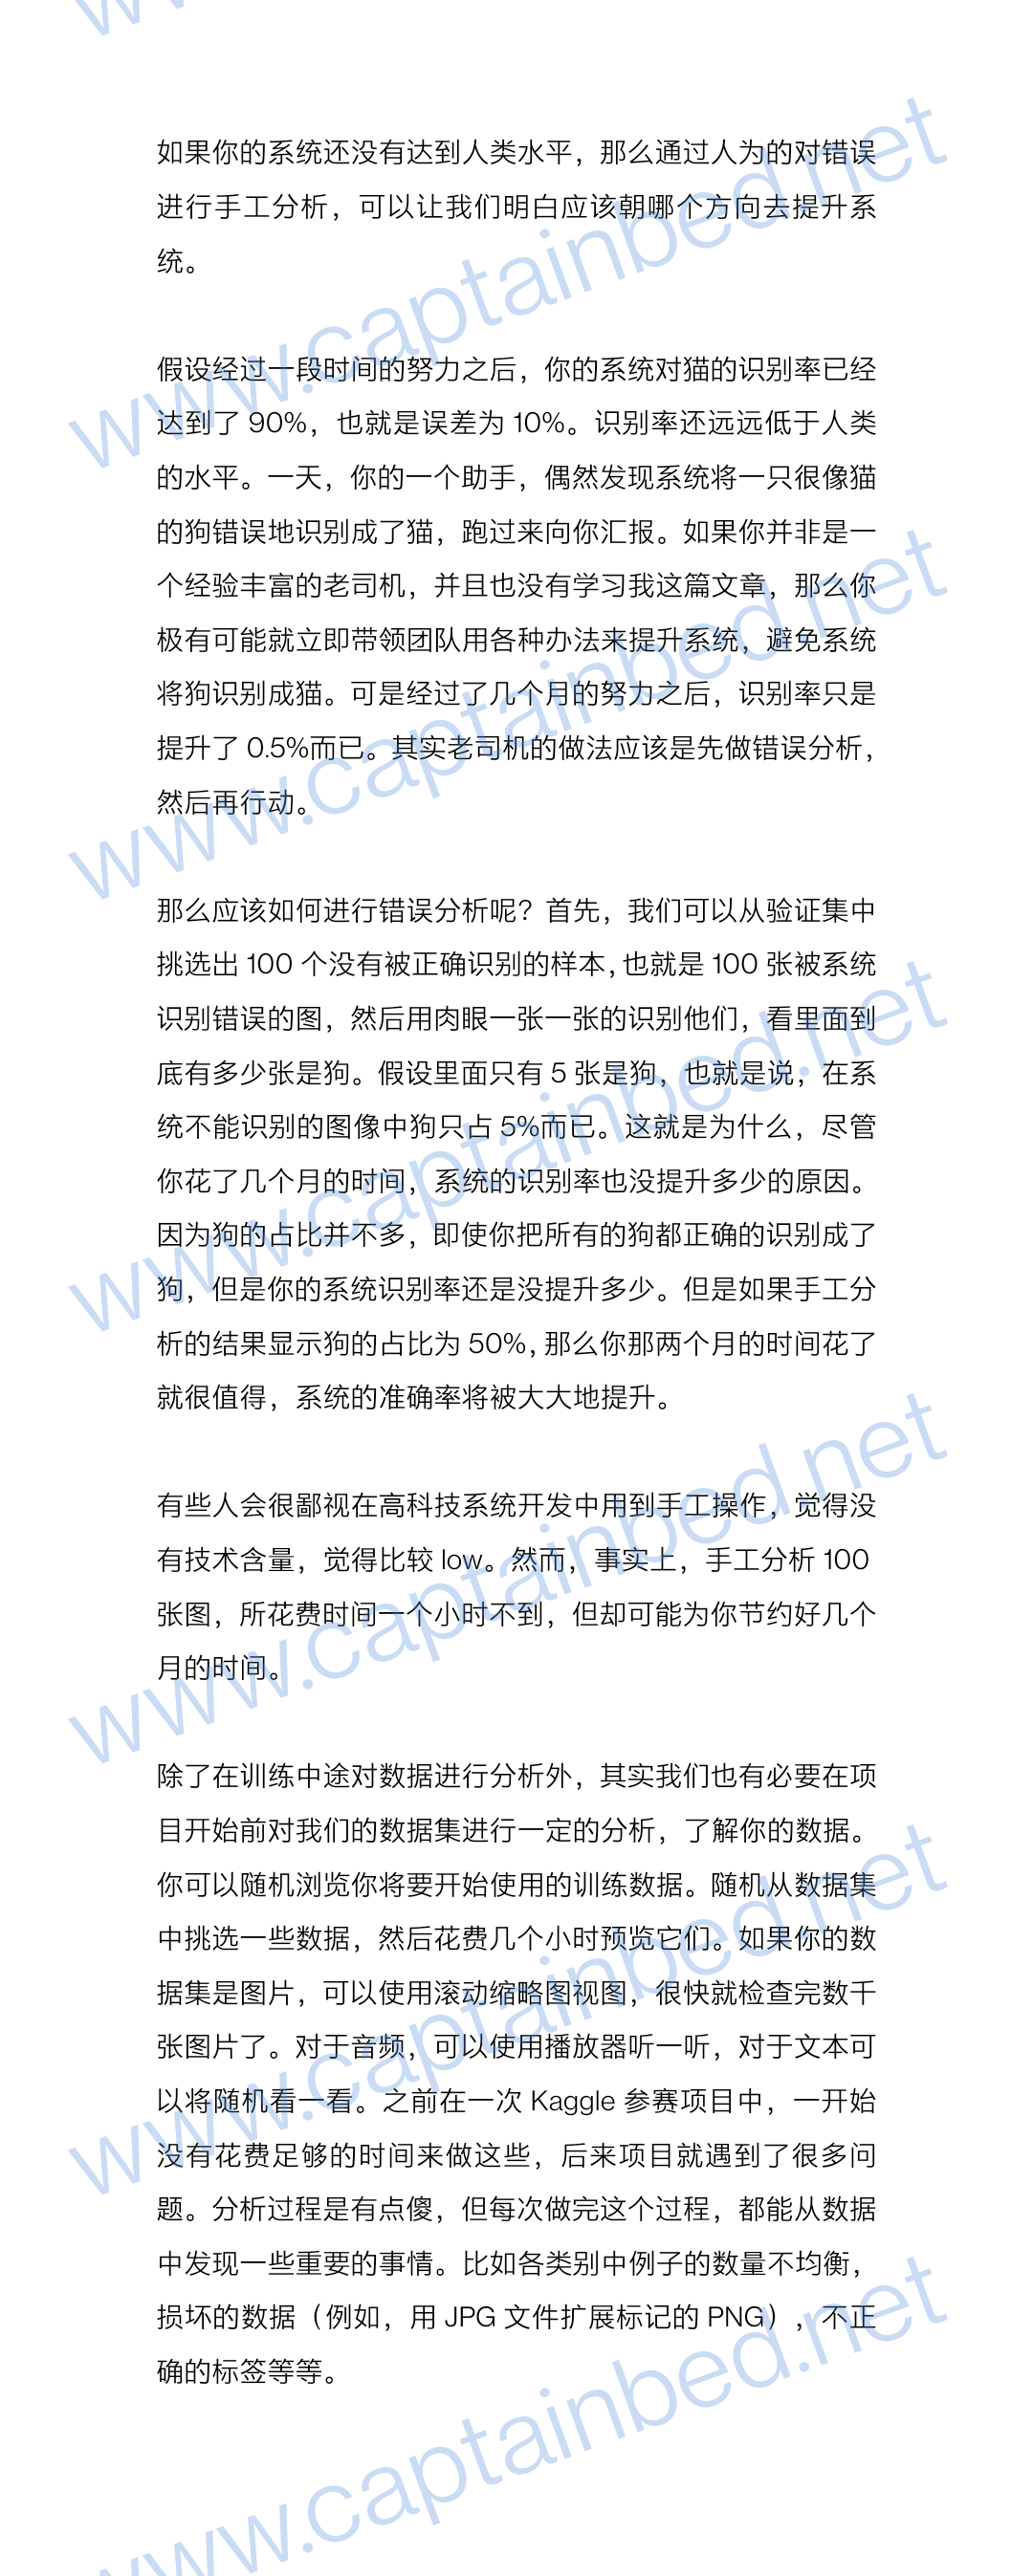 如果你的系统还没有达到人类水平，那么通过人为的对错误
进行手工分析，可以让我们明白应该朝哪个方向去提升系
统。
假设经过一段时间的努力之后，你的系统对猫的识别率已经
达到了 90%，也就是误差为 10%。识别率还远远低于人类
的水平。一天，你的一个助手，偶然发现系统将一只很像猫
的狗错误地识别成了猫，跑过来向你汇报。如果你并非是一
个经验丰富的老司机，并且也没有学习我这篇文章，那么你
极有可能就立即带领团队用各种办法来提升系统，避免系统
将狗识别成猫。可是经过了几个月的努力之后，识别率只是
提升了 0.5%而已。其实老司机的做法应该是先做错误分析，
然后再行动。
那么应该如何进行错误分析呢？首先，我们可以从验证集中
挑选出 100 个没有被正确识别的样本，也就是 100 张被系统
识别错误的图，然后用肉眼一张一张的识别他们，看里面到
底有多少张是狗。假设里面只有 5 张是狗，也就是说，在系
统不能识别的图像中狗只占 5%而已。这就是为什么，尽管
你花了几个月的时间，系统的识别率也没提升多少的原因。
因为狗的占比并不多，即使你把所有的狗都正确的识别成了
狗，但是你的系统识别率还是没提升多少。但是如果手工分
析的结果显示狗的占比为 50%，那么你那两个月的时间花了
就很值得，系统的准确率将被大大地提升。
有些人会很鄙视在高科技系统开发中用到手工操作，觉得没
有技术含量，觉得比较 low。然而，事实上，手工分析 100
张图，所花费时间一个小时不到，但却可能为你节约好几个
月的时间。
除了在训练中途对数据进行分析外，其实我们也有必要在项
目开始前对我们的数据集进行一定的分析，了解你的数据。
你可以随机浏览你将要开始使用的训练数据。随机从数据集
中挑选一些数据，然后花费几个小时预览它们。如果你的数
据集是图片，可以使用滚动缩略图视图，很快就检查完数千
张图片了。对于音频，可以使用播放器听一听，对于文本可
以将随机看一看。之前在一次 Kaggle 参赛项目中，一开始
没有花费足够的时间来做这些，后来项目就遇到了很多问
题。分析过程是有点傻，但每次做完这个过程，都能从数据
中发现一些重要的事情。比如各类别中例子的数量不均衡，
损坏的数据（例如，用 JPG 文件扩展标记的 PNG），不正
确的标签等等。
www.captainbed.net
www.captainbed.net
www.captainbed.net
www.captainbed.net
www.captainbed.net
www.captainbed.net